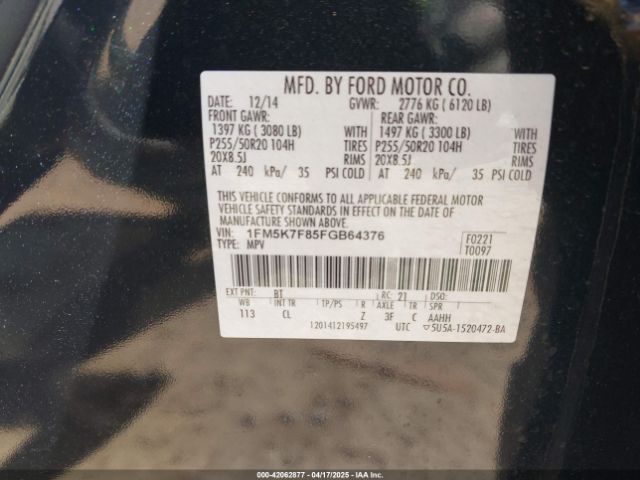 MFD. BY FORD MOTOR CO.
DATE: 12/14 GVWR: 2776 KG ( 6120 LB)
FRONT GAWR: REAR GAWR:
1397 KG ( 3080 LB) WITH 1497 KG ( 3300 LB) WITH
P255/50R20 104H TIRES P255/50R20 104H TIRES
20X8.5J RIMS 20X8.5J RIMS
AT 240 kPa/ 35 PSI COLD AT 240 kPa/ 35 PSI COLD
THIS VEHICLE CONFORMS TO ALL APPLICABLE FEDERAL MOTOR
VEHICLE SAFETY STANDARDS IN EFFECT ON THE DATE OF
MANUFACTURE SHOWN ABOVE.
VIN: 1FM5K7F85FGB64376 F0221
TYPE: MPV T0097
EXT PNT: BT RC: 21 DSO:
WB INT TR TP/PS R AXLE TR SPR
113 CL Z 3F C AAHH
1201412195497 UTC ▽5U5A-1520472-BA
000-42062877 - 04/17/2025 - IAA Inc.